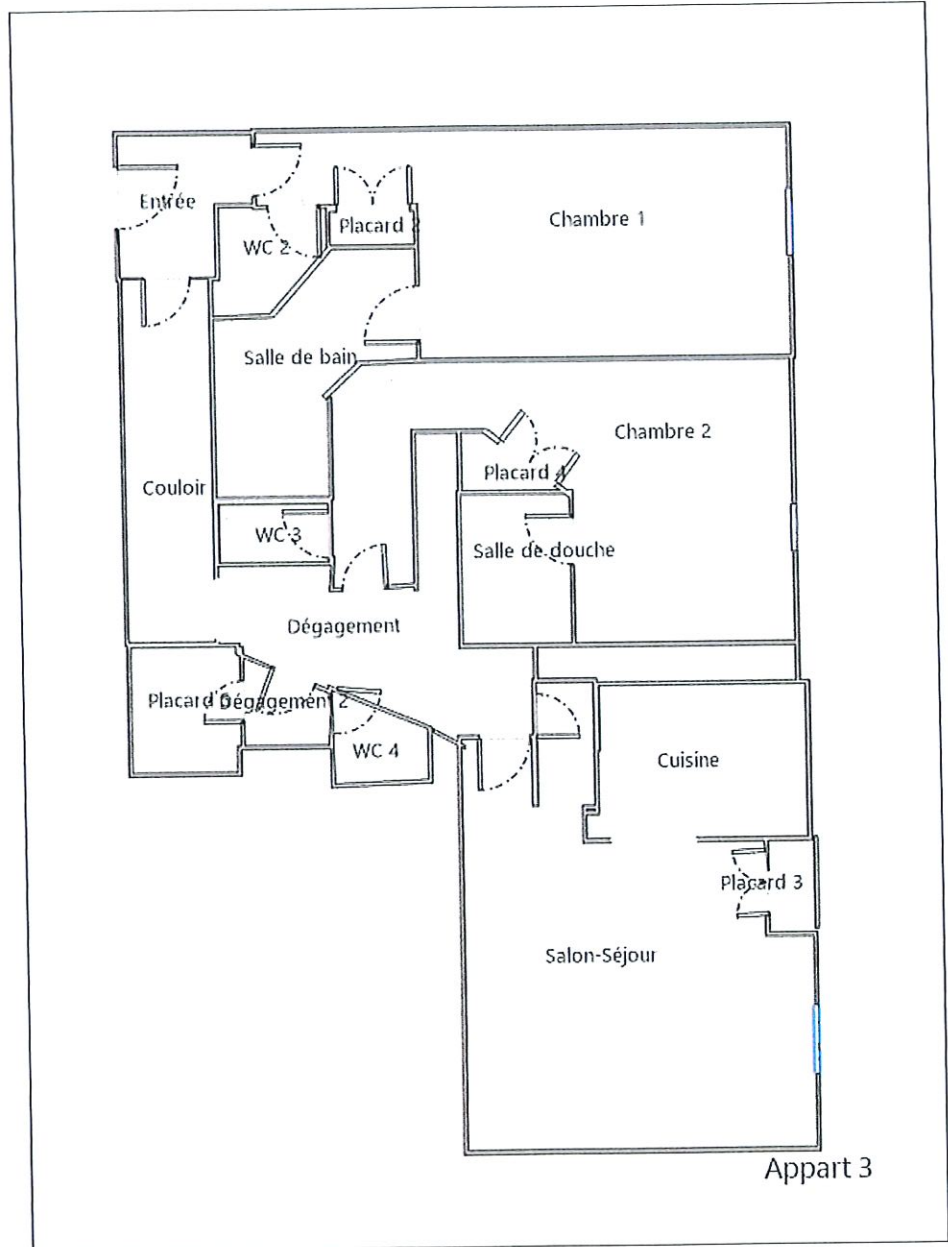 Entrée
Chambre 1
Placard 2
WC 2
Salle de bain
Chambre 2
Placard 4
Couloir
WC 3
Salle de douche
Dégagement
Placard
Dégagement 2
WC 4
Cuisine
Placard 3
Salon-Séjour
Appart 3